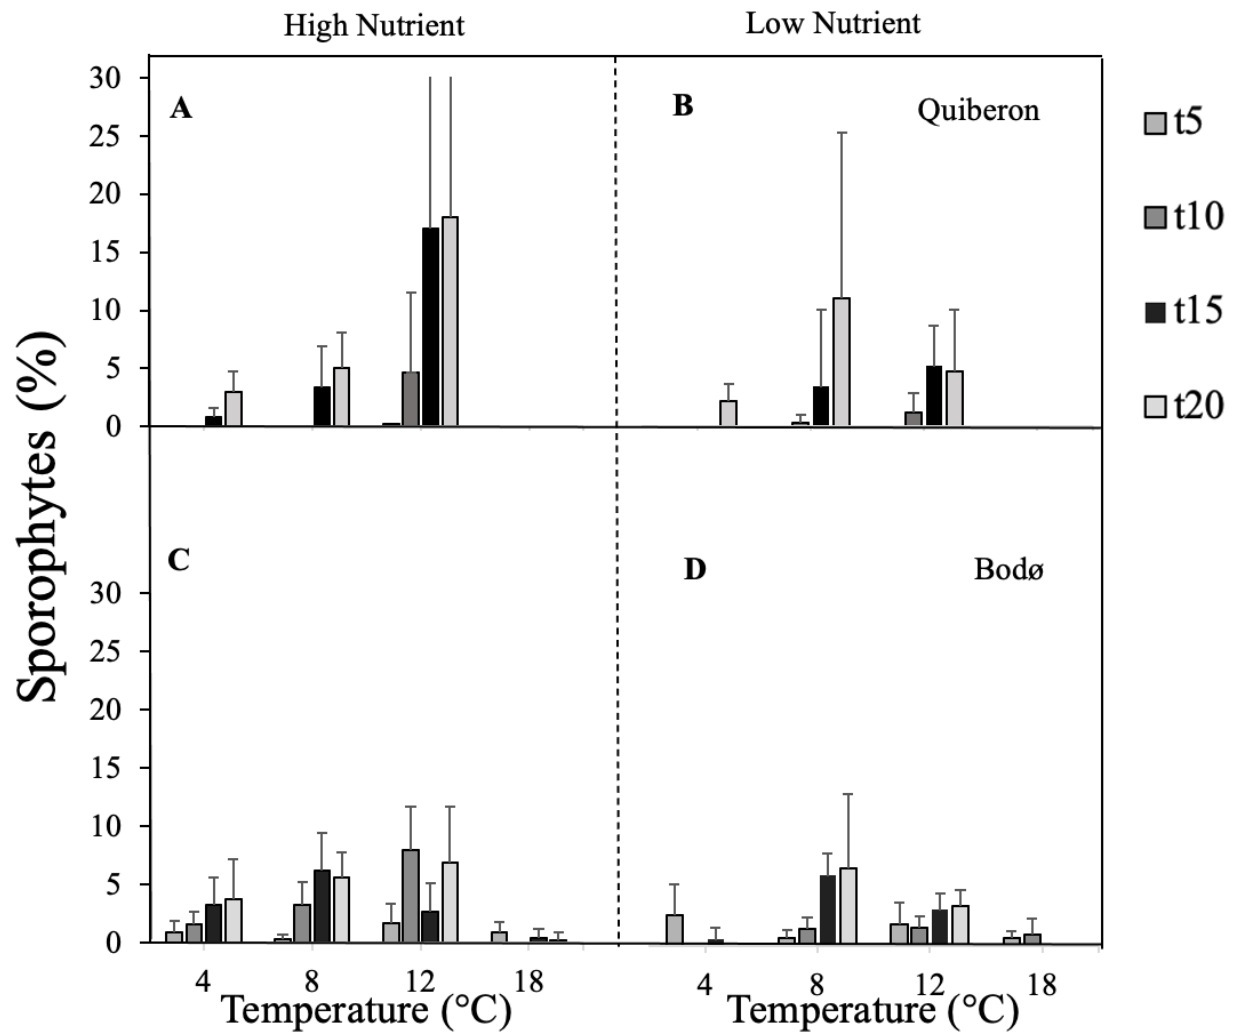 High Nutrient
Low Nutrient
Sporophytes (%)
30
25
20
15
10
5
0
A
B
Quiberon
t5
t10
t15
t20
30
25
20
15
10
5
0
C
D
Bodø
4 8 12 18
4 8 12 18
Temperature (°C)
Temperature (°C)